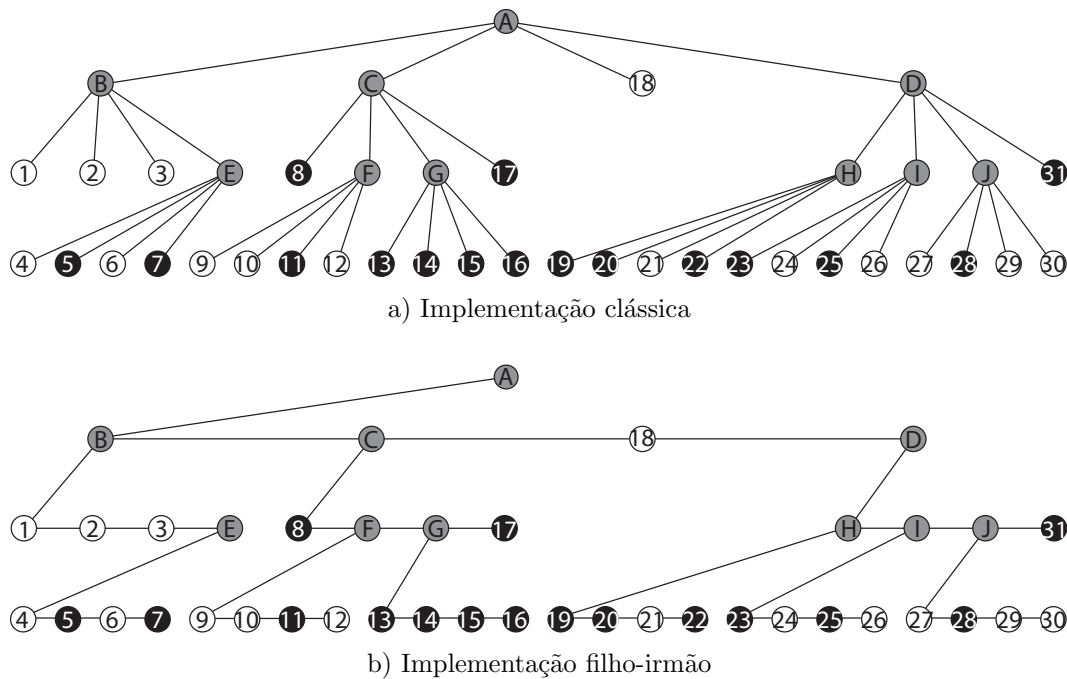 A
B C 18 D
1 2 3 E 8 F G 17 H I J 31
4 5 6 7 9 10 11 12 13 14 15 16 19 20 21 22 23 24 25 26 27 28 29 30
a) Implementação clássica
A
B C 18 D
1 2 3 E 8 F G 17 H I J 31
4 5 6 7 9 10 11 12 13 14 15 16 19 20 21 22 23 24 25 26 27 28 29 30
b) Implementação filho-irmão